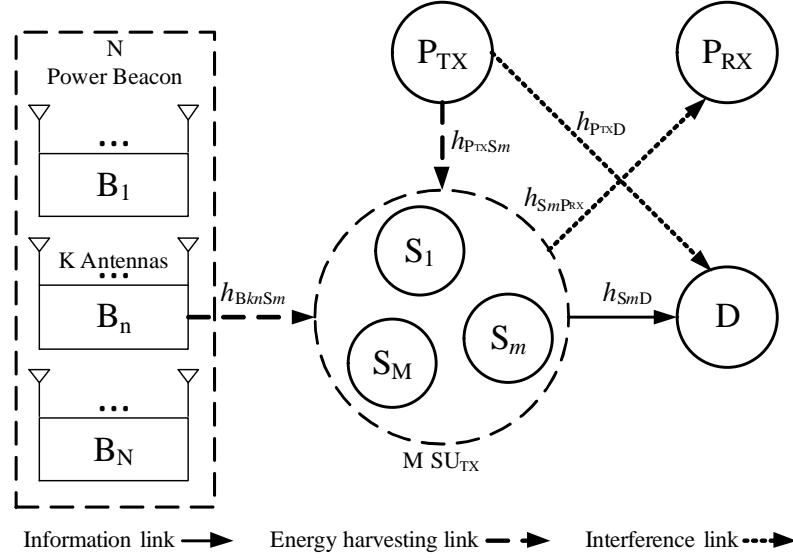 N
Power Beacon
...
B1
K Antennas
...
Bn
...
BN
hBknSm
PTX
PRX
hPTXSm
hPTXD
hSmPRX
S1
Sm
SM
M SUTX
hSmD
D
Information link
Energy harvesting link
Interference link